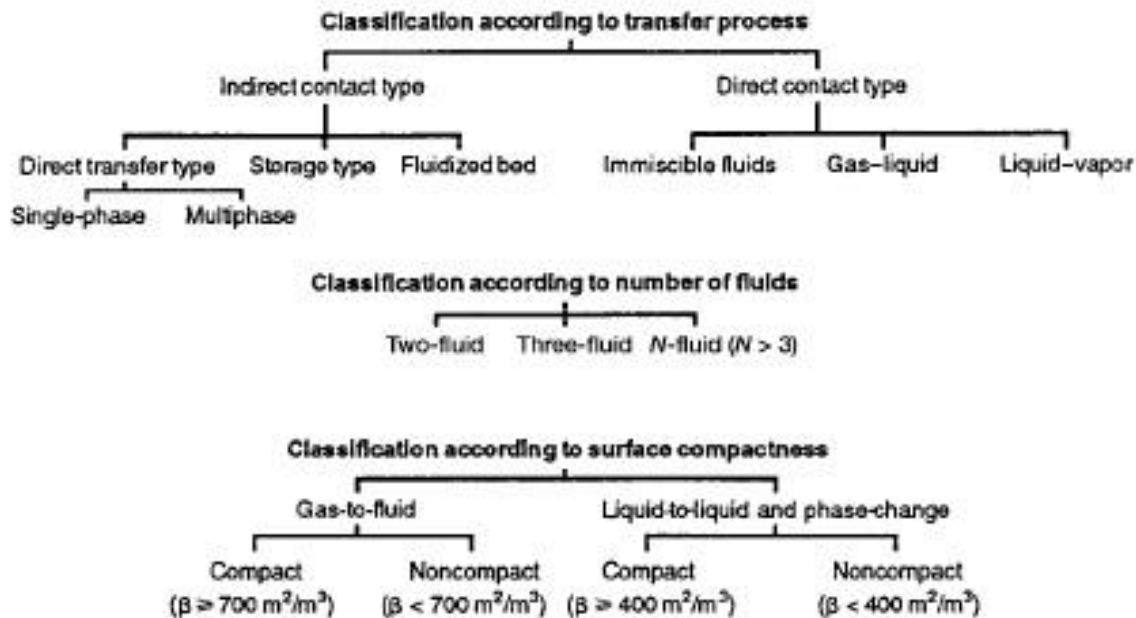 Classification according to transfer process
Indirect contact type Direct contact type
Direct transfer type Storage type Fluidized bed Immiscible fluids Gas–liquid Liquid–vapor
Single-phase Multiphase
Classification according to number of fluids
Two-fluid Three-fluid N-fluid (N > 3)
Classification according to surface compactness
Gas-to-fluid Liquid-to-liquid and phase-change
Compact Noncompact Compact Noncompact
(β ⩾ 700 m²/m³) (β < 700 m²/m³) (β ⩾ 400 m²/m³) (β < 400 m²/m³)